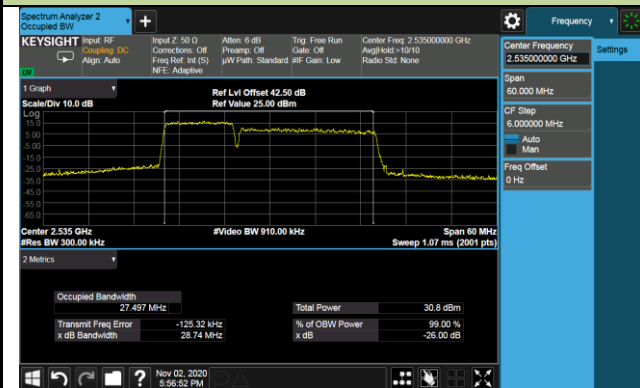 Spectrum Analyzer 2
Occupied BW
Frequency
KEYSIGHT
Input: RF
Coupling: DC
Align: Auto
Input Z: 50 Ω
Corrections: Off
Freq Ref: Int (S)
NFE: Adaptive
Atten: 6 dB
Preamp: Off
µW Path: Standard
Trig: Free Run
Gate: Off
#IF Gain: Low
Center Freq: 2.535000000 GHz
Avg|Hold:>10/10
Radio Std: None
LXI
1 Graph
Scale/Div 10.0 dB
Ref Lvl Offset 42.50 dB
Ref Value 25.00 dBm
Log
15.0
5.00
-5.00
-15.0
-25.0
-35.0
-45.0
-55.0
-65.0
Center 2.535 GHz
#Video BW 910.00 kHz
Span 60 MHz
#Res BW 300.00 kHz
Sweep 1.07 ms (2001 pts)
2 Metrics
Occupied Bandwidth
27.497 MHz
Total Power 30.8 dBm
Transmit Freq Error -125.32 kHz
% of OBW Power 99.00 %
x dB Bandwidth 28.74 MHz
x dB -26.00 dB
Nov 02, 2020
5:56:52 PM
Center Frequency
2.535000000 GHz
Settings
Span
60.000 MHz
CF Step
6.000000 MHz
Auto
Man
Freq Offset
0 Hz